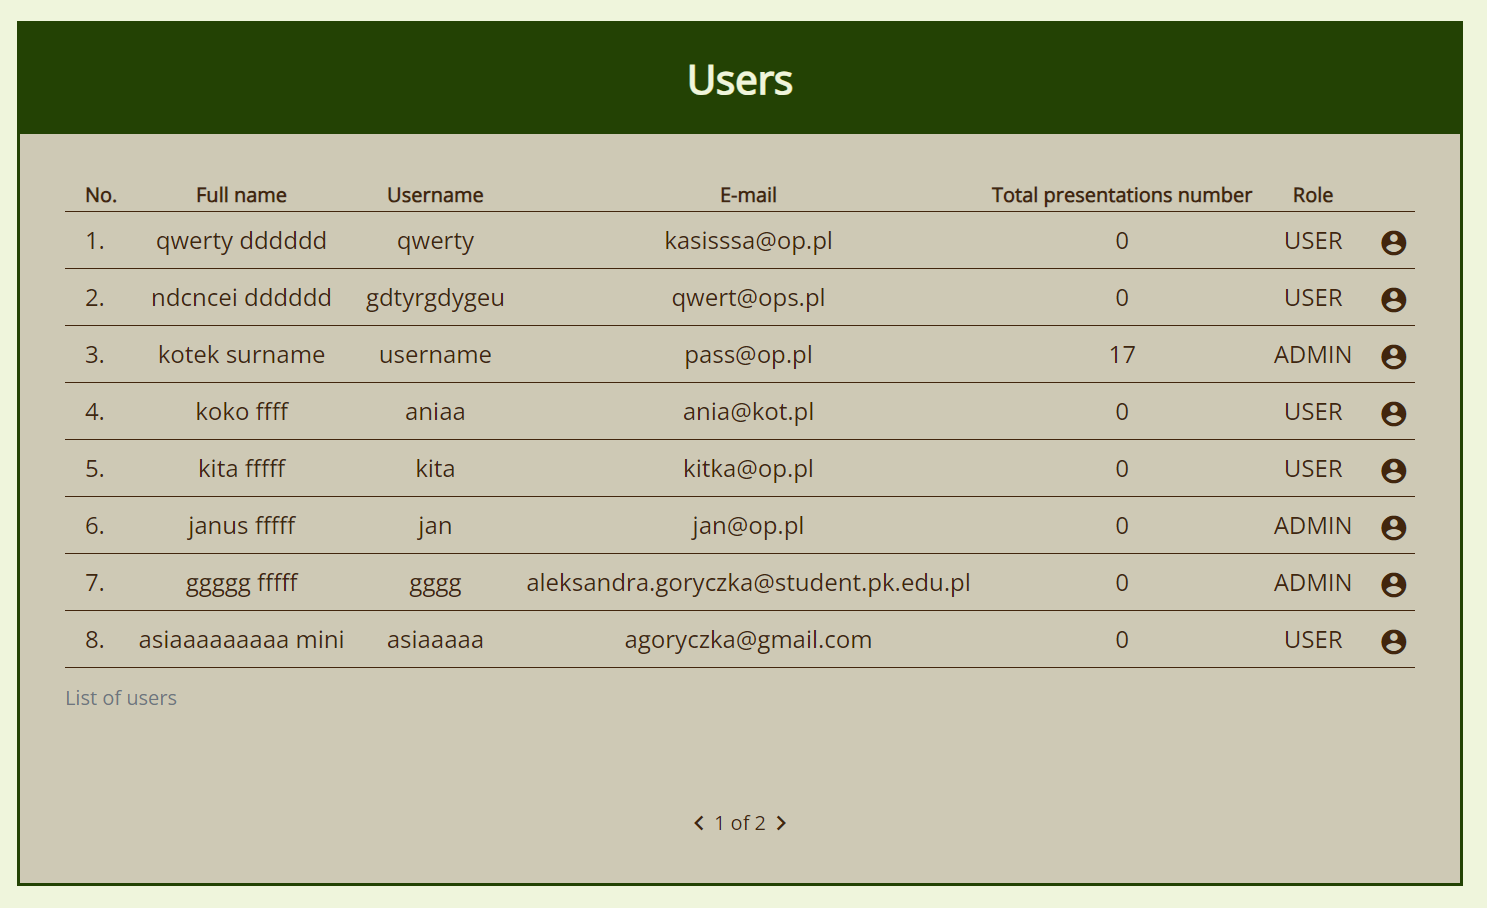 Users
No. Full name Username E-mail Total presentations number Role
1. qwerty dddddd qwerty kasisssa@op.pl 0 USER
2. ndcncei dddddd gdtyrgdygeu qwert@ops.pl 0 USER
3. kotek surname username pass@op.pl 17 ADMIN
4. koko ffff aniaa ania@kot.pl 0 USER
5. kita fffff kita kitka@op.pl 0 USER
6. janus fffff jan jan@op.pl 0 ADMIN
7. ggggg fffff gggg aleksandra.goryczka@student.pk.edu.pl 0 ADMIN
8. asiaaaaaaaaa mini asiaaaaa agoryczka@gmail.com 0 USER
List of users
1 of 2